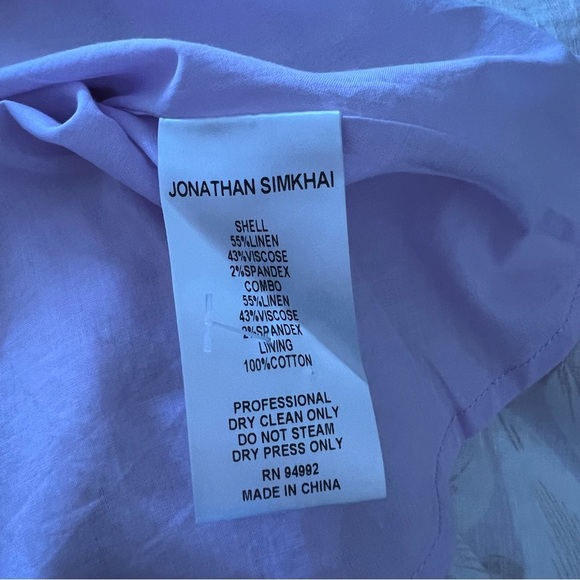 JONATHAN SIMKHAI
SHELL
55%LINEN
43%VISCOSE
2%SPANDEX
COMBO
55%LINEN
43%VISCOSE
2%SPANDEX
LINING
100%COTTON
PROFESSIONAL
DRY CLEAN ONLY
DO NOT STEAM
DRY PRESS ONLY
RN 94992
MADE IN CHINA